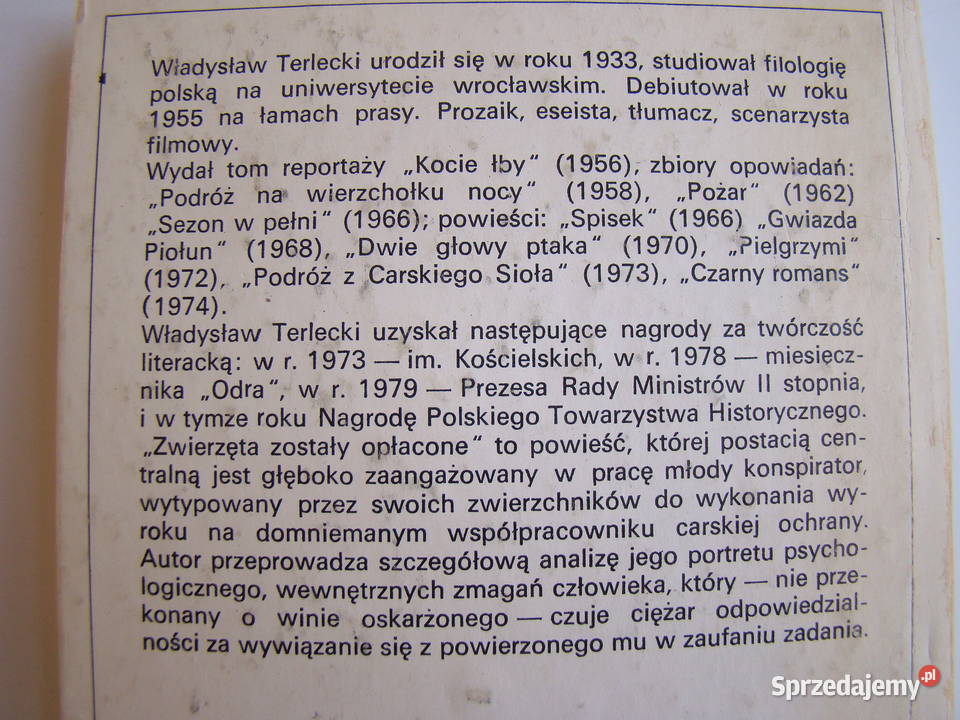 Władysław Terlecki urodził się w roku 1933, studiował filologię
polską na uniwersytecie wrocławskim. Debiutował w roku
1955 na łamach prasy. Prozaik, eseista, tłumacz, scenarzysta
filmowy.
Wydał tom reportaży „Kocie łby" (1956), zbiory opowiadań:
„Podróż na wierzchołku nocy" (1958), „Pożar" (1962)
„Sezon w pełni" (1966); powieści: „Spisek" (1966) „Gwiazda
Piołun" (1968), „Dwie głowy ptaka" (1970), „Pielgrzymi"
(1972), „Podróż z Carskiego Sioła" (1973), „Czarny romans"
(1974).
Władysław Terlecki uzyskał następujące nagrody za twórczość
literacką: w r. 1973 — im. Kościelskich, w r. 1978 — miesięcz-
nika „Odra", w r. 1979 — Prezesa Rady Ministrów II stopnia,
i w tymze roku Nagrodę Polskiego Towarzystwa Historycznego.
„Zwierzęta zostały opłacone" to powieść, której postacią cen-
tralną jest głęboko zaangażowany w pracę młody konspirator,
wytypowany przez swoich zwierzchników do wykonania wy-
roku na domniemanym współpracowniku carskiej ochrany.
Autor przeprowadza szczegółową analizę jego portretu psycho-
logicznego, wewnętrznych zmagań człowieka, który — nie prze-
konany o winie oskarżonego — czuje ciężar odpowiedzial-
ności za wywiązanie się z powierzonego mu w zaufaniu zadania.
Sprzedajemy.pl